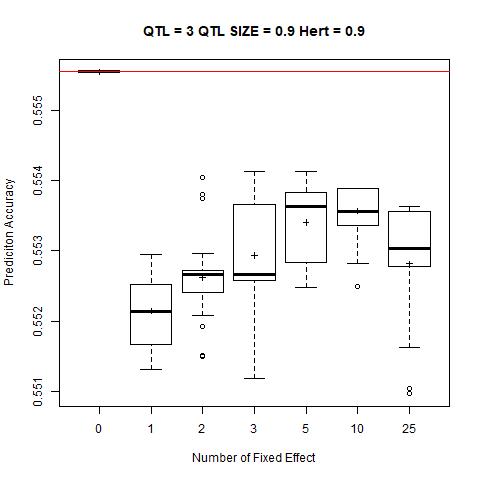 QTL = 3 QTL SIZE = 0.9 Hert = 0.9
Prediciton Accuracy
0.555
0.554
0.553
0.552
0.551
0 1 2 3 5 10 25
Number of Fixed Effect